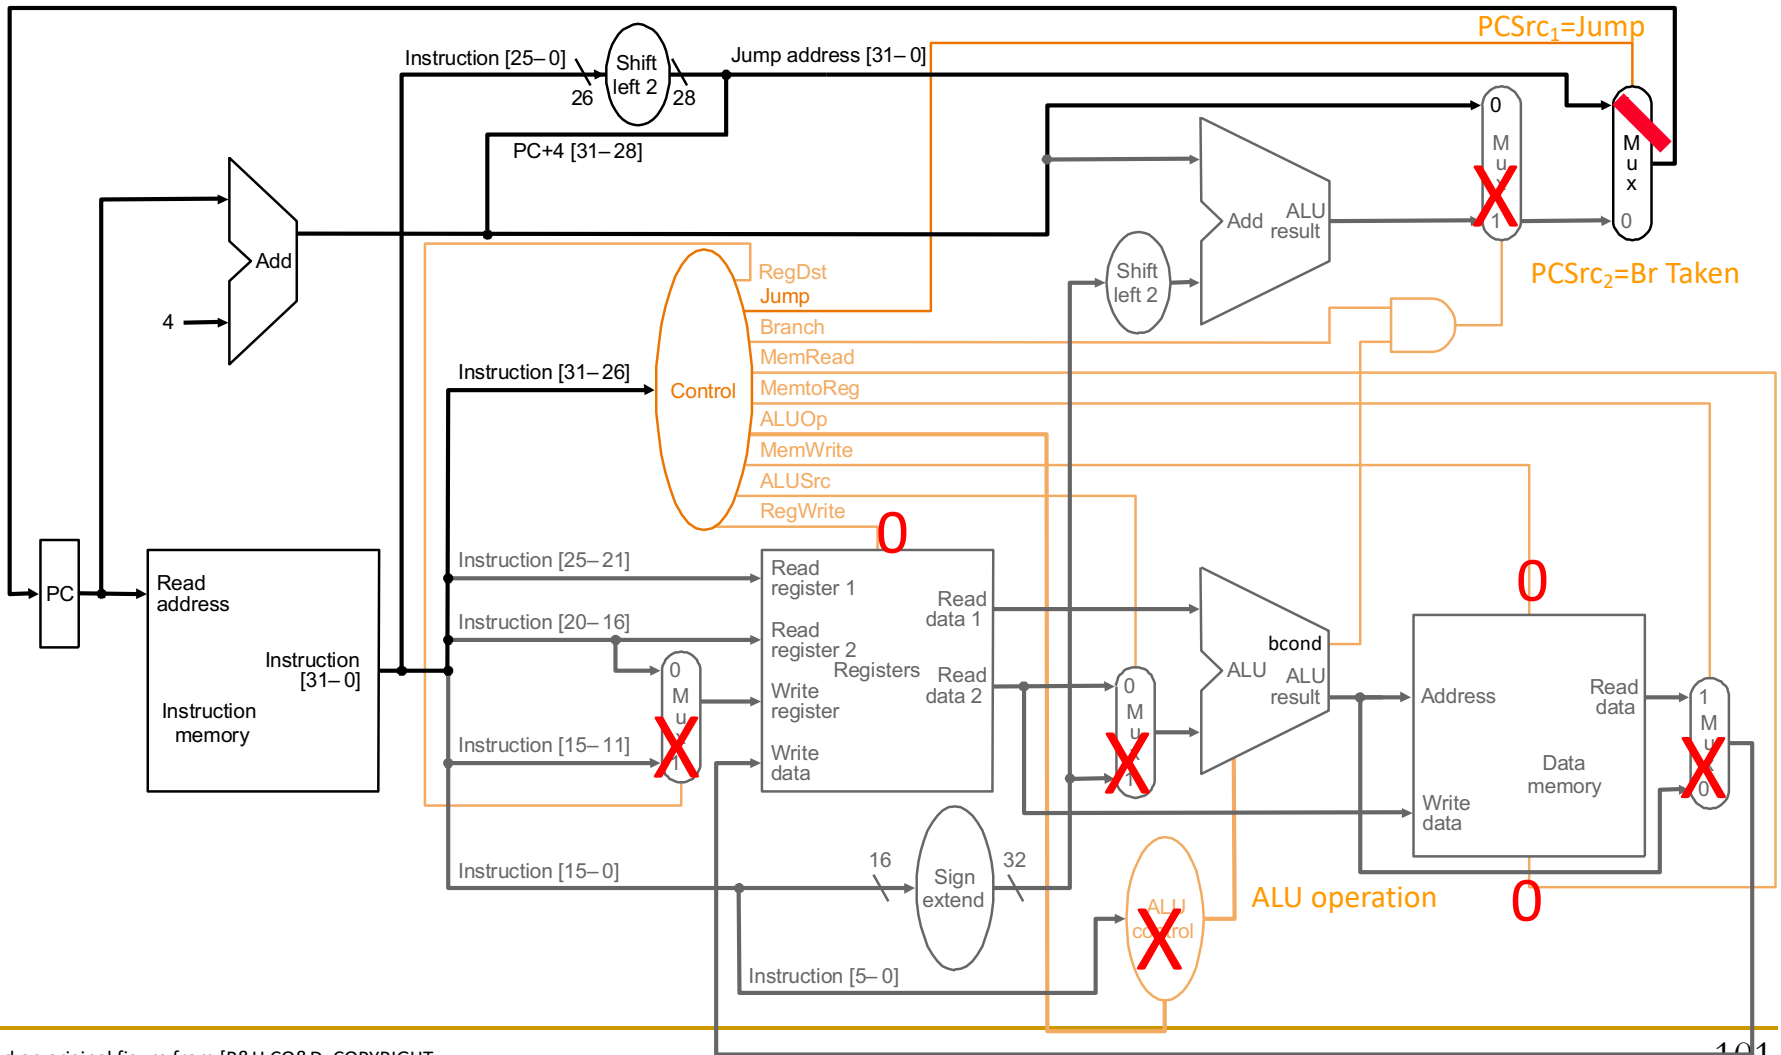 PCSrc1=Jump
Instruction [25–0]
26
Shift
left 2
28
Jump address [31–0]
PC+4 [31–28]
0
M
u
x
1
M
u
x
0
Add
ALU
result
Add
4
Shift
left 2
PCSrc2=Br Taken
RegDst
Jump
Branch
MemRead
MemtoReg
ALUOp
MemWrite
ALUSrc
RegWrite
Control
Instruction [31–26]
0
0
PC
Read
address
Instruction
[31–0]
Instruction
memory
Instruction [25–21]
Instruction [20–16]
Instruction [15–11]
Instruction [15–0]
0
M
u
X
1
Read
register 1
Read
register 2
Registers
Write
register
Write
data
Read
data 1
Read
data 2
0
M
u
X
1
bcond
ALU
ALU
result
Address
Read
data
Data
memory
Write
data
1
M
u
X
0
16
Sign
extend
32
ALU
control
X
ALU operation
0
Instruction [5–0]